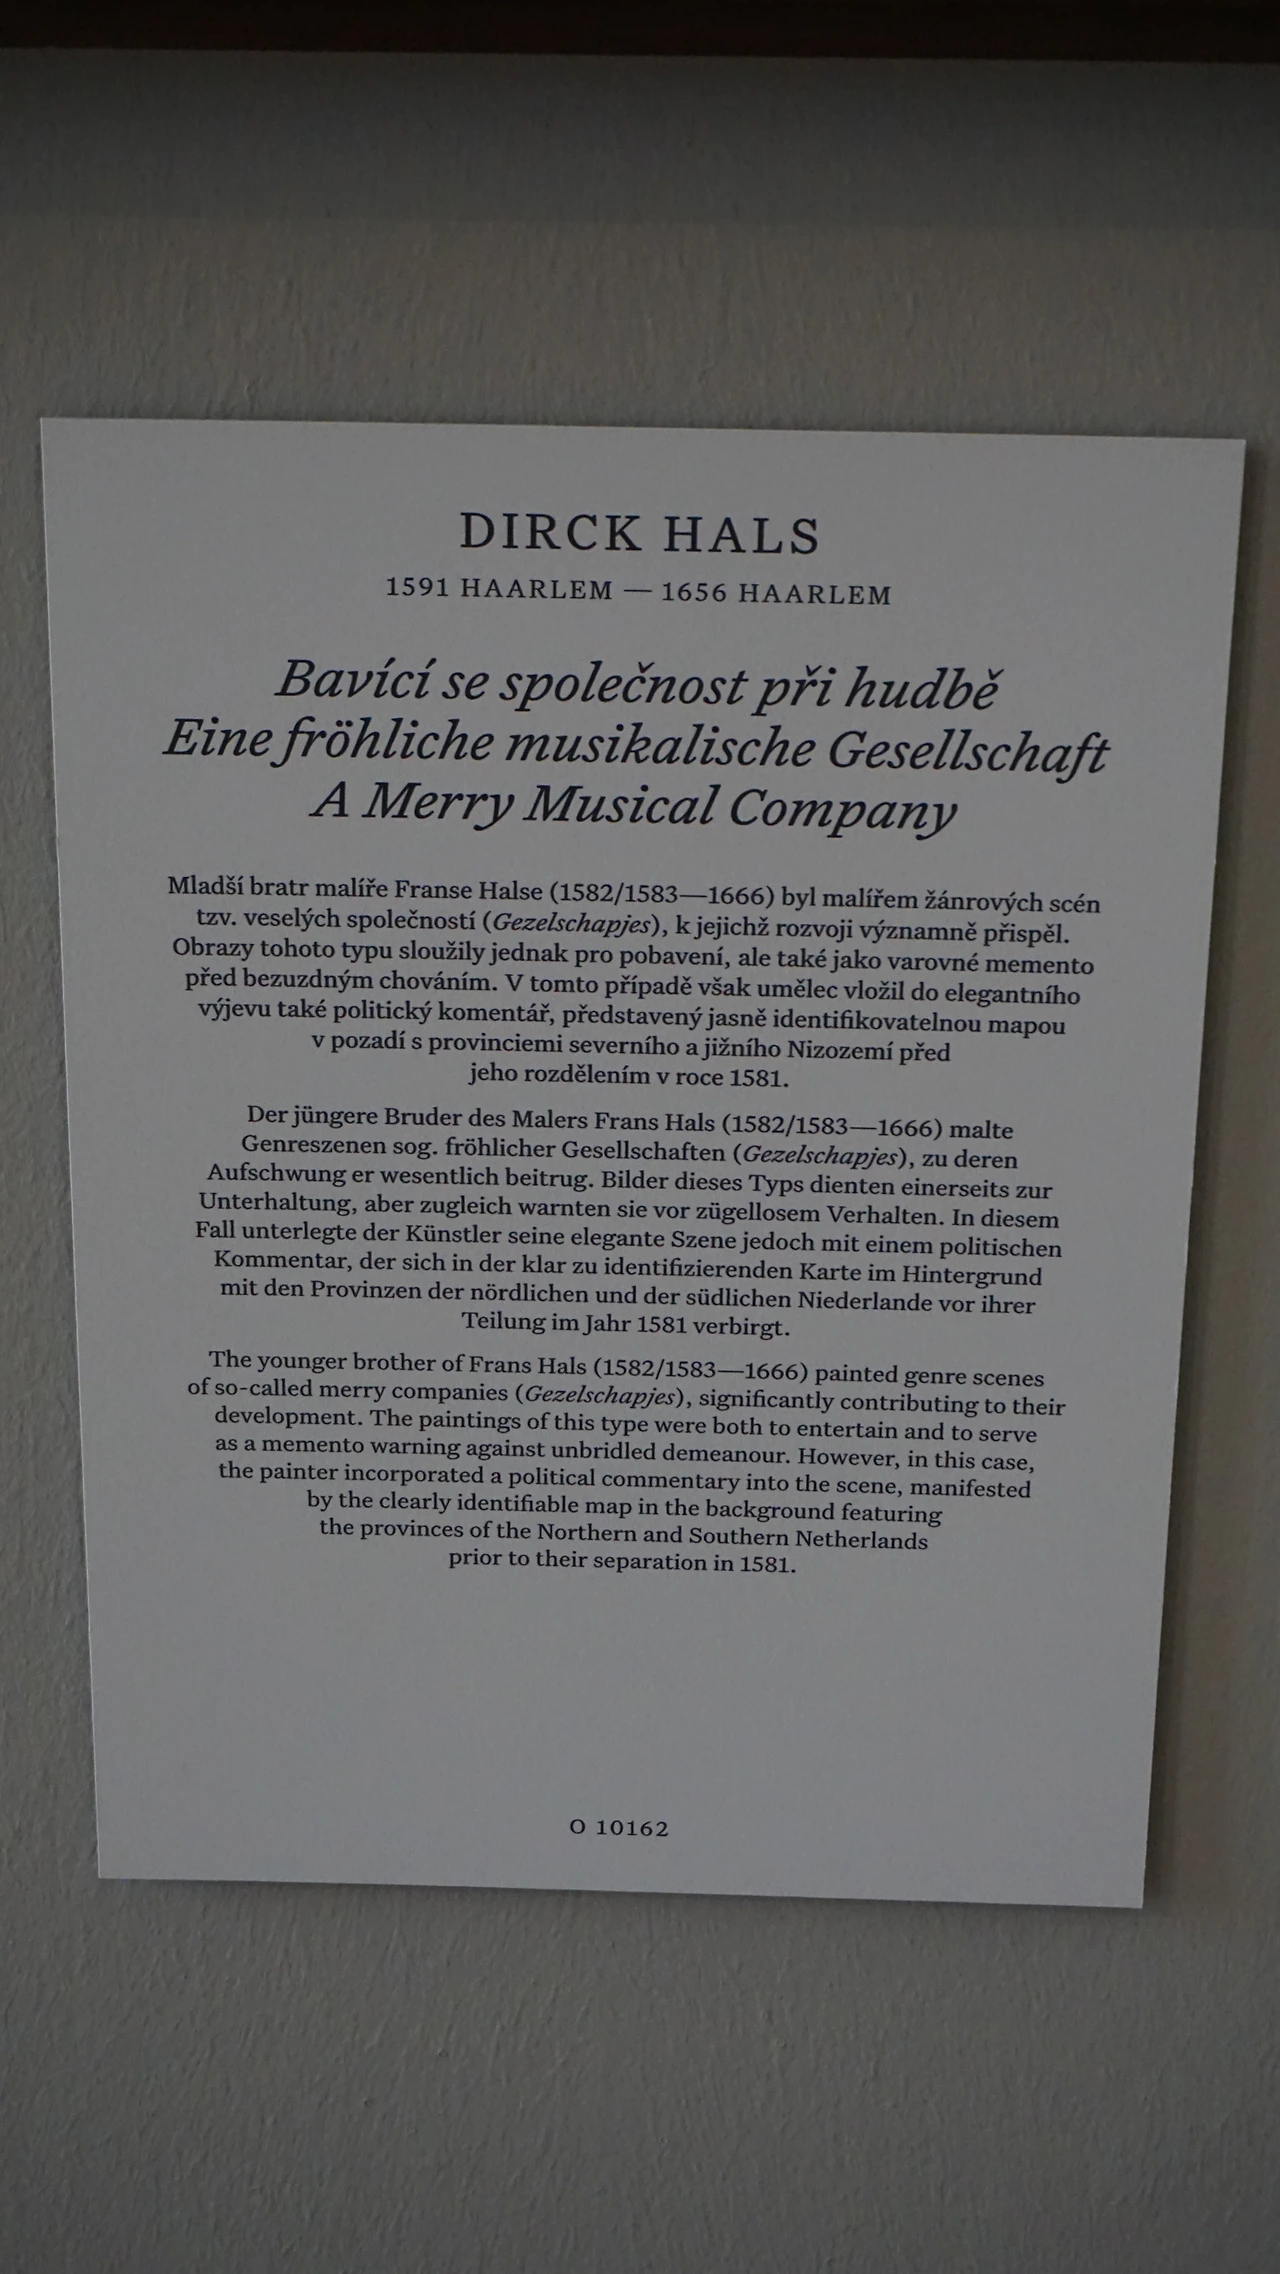 DIRCK HALS
1591 HAARLEM — 1656 HAARLEM
Bavící se společnost při hudbě
Eine fröhliche musikalische Gesellschaft
A Merry Musical Company
Mladší bratr malíře Franse Halse (1582/1583—1666) byl malířem žánrových scén
tzv. veselých společností (Gezelschapjes), k jejichž rozvoji významně přispěl.
Obrazy tohoto typu sloužily jednak pro pobavení, ale také jako varovné memento
před bezuzdným chováním. V tomto případě však umělec vložil do elegantního
výjevu také politický komentář, představený jasně identifikovatelnou mapou
v pozadí s provinciemi severního a jižního Nizozemí před
jeho rozdělením v roce 1581.
Der jüngere Bruder des Malers Frans Hals (1582/1583—1666) malte
Genreszenen sog. fröhlicher Gesellschaften (Gezelschapjes), zu deren
Aufschwung er wesentlich beitrug. Bilder dieses Typs dienten einerseits zur
Unterhaltung, aber zugleich warnten sie vor zügellosem Verhalten. In diesem
Fall unterlegte der Künstler seine elegante Szene jedoch mit einem politischen
Kommentar, der sich in der klar zu identifizierenden Karte im Hintergrund
mit den Provinzen der nördlichen und der südlichen Niederlande vor ihrer
Teilung im Jahr 1581 verbirgt.
The younger brother of Frans Hals (1582/1583—1666) painted genre scenes
of so-called merry companies (Gezelschapjes), significantly contributing to their
development. The paintings of this type were both to entertain and to serve
as a memento warning against unbridled demeanour. However, in this case,
the painter incorporated a political commentary into the scene, manifested
by the clearly identifiable map in the background featuring
the provinces of the Northern and Southern Netherlands
prior to their separation in 1581.
O 10162